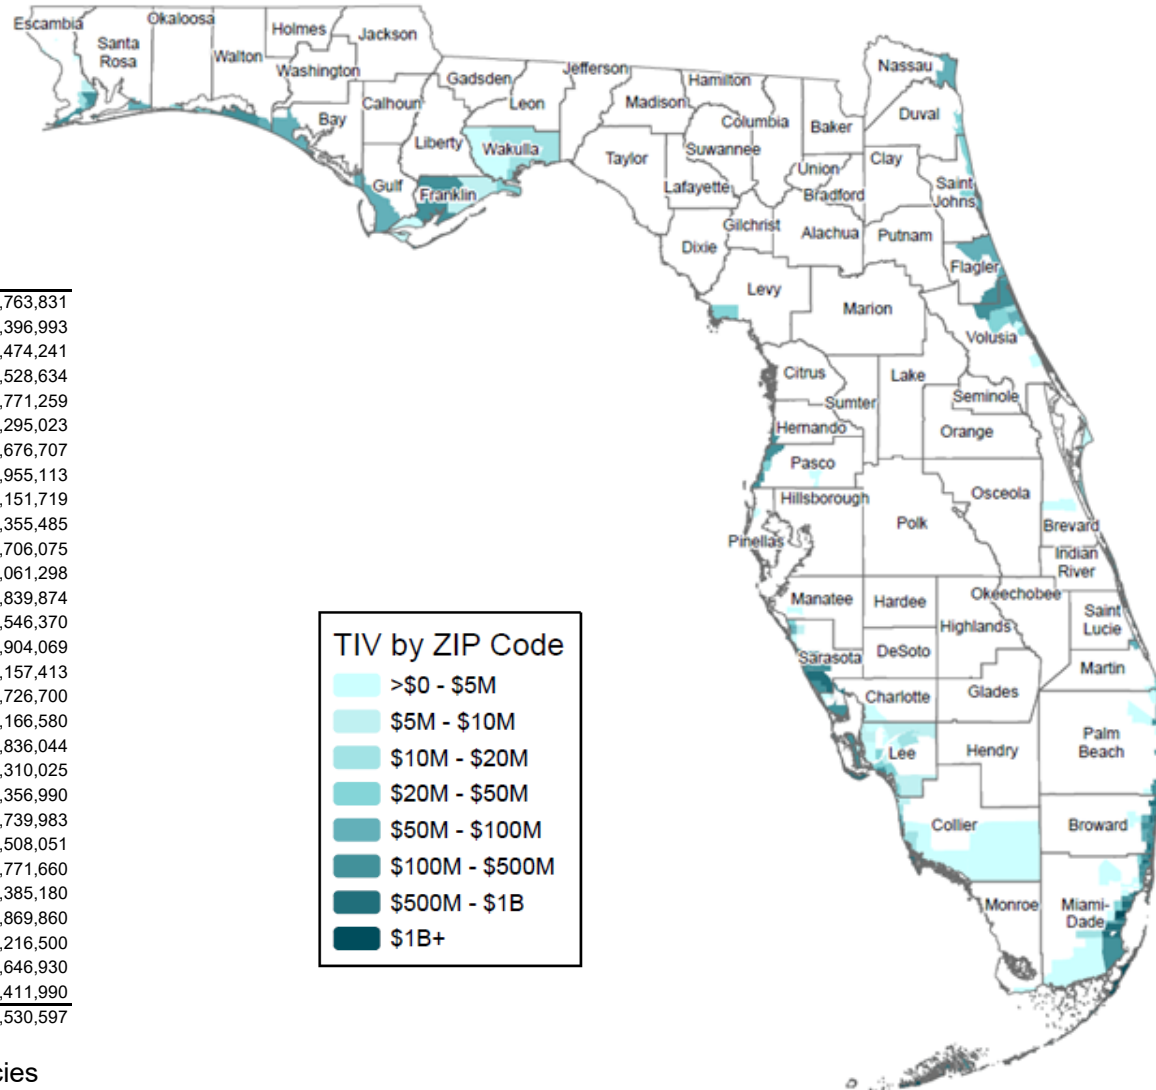 ,763,831
,396,993
,474,241
,528,634
,771,259
,295,023
,676,707
,955,113
,151,719
,355,485
,706,075
,061,298
,839,874
,546,370
,904,069
,157,413
,726,700
,166,580
,836,044
,310,025
,356,990
,739,983
,508,051
,771,660
,385,180
,869,860
,216,500
,646,930
,411,990
,530,597
cies
Escambia
Santa
Rosa
Okaloosa
Walton
Holmes
Washington
Jackson
Bay
Calhoun
Gulf
Gadsden
Liberty
Franklin
Leon
Wakulla
Jefferson
Madison
Taylor
Hamilton
Suwannee
Lafayette
Columbia
Dixie
Gilchrist
Baker
Union
Bradford
Alachua
Nassau
Duval
Clay
Saint
Johns
Putnam
Flagler
Levy
Marion
Volusia
Citrus
Sumter
Lake
Seminole
Hernando
Orange
Pasco
Osceola
Hillsborough
Polk
Brevard
Pinellas
Indian
River
Manatee
Hardee
Okeechobee
Highlands
Saint
Lucie
Sarasota
DeSoto
Martin
Charlotte
Glades
Lee
Hendry
Palm
Beach
Collier
Broward
Monroe
Miami-
Dade
TIV by ZIP Code
>$0 - $5M
$5M - $10M
$10M - $20M
$20M - $50M
$50M - $100M
$100M - $500M
$500M - $1B
$1B+